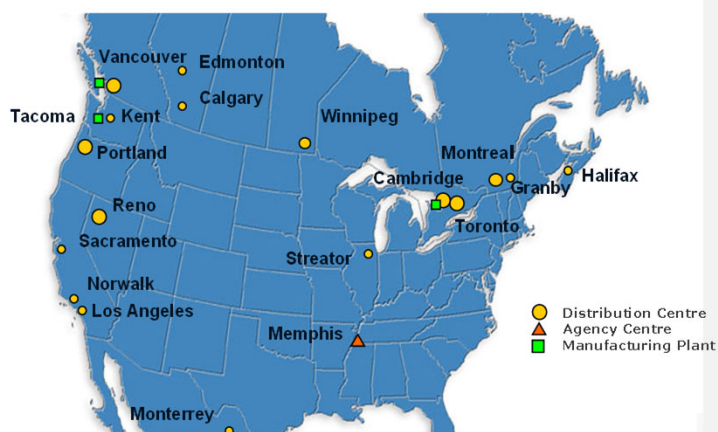 Vancouver
Edmonton
Calgary
Tacoma
Kent
Winnipeg
Portland
Montreal
Cambridge
Halifax
Granby
Reno
Toronto
Sacramento
Streator
Norwalk
Los Angeles
Memphis
Monterrey
Distribution Centre
Agency Centre
Manufacturing Plant